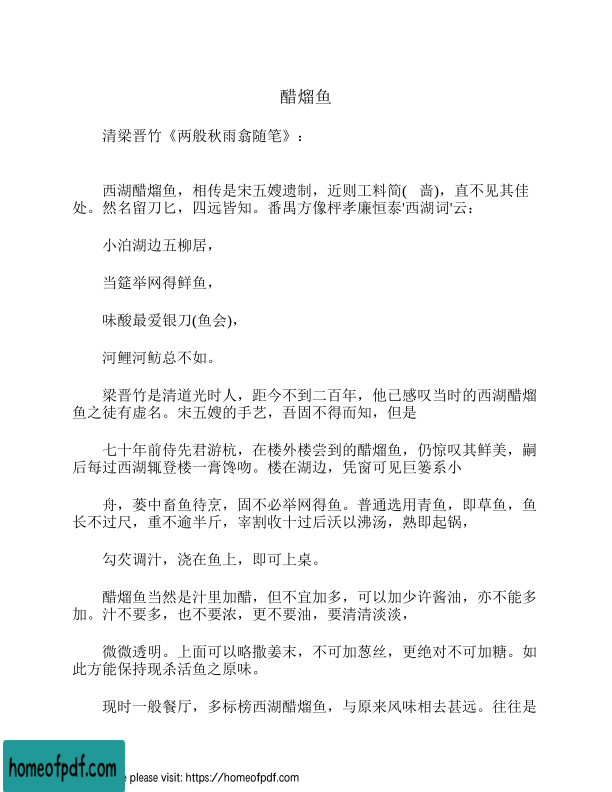 醋熘鱼
清梁晋竹《两般秋雨翕随笔》：
西湖醋熘鱼，相传是宋五嫂遗制，近则工料简( 啬)，直不见其佳
处。然名留刀匕，四远皆知。番禺方像枰孝廉恒泰'西湖词'云：
小泊湖边五柳居，
当筵举网得鲜鱼，
味酸最爱银刀(鱼会)，
河鲤河鲂总不如。
梁晋竹是清道光时人，距今不到二百年，他已感叹当时的西湖醋熘
鱼之徒有虚名。宋五嫂的手艺，吾固不得而知，但是
七十年前侍先君游杭，在楼外楼尝到的醋熘鱼，仍惊叹其鲜美，嗣
后每过西湖辄登楼一膏馋吻。楼在湖边，凭窗可见巨篓系小
舟，蒌中畜鱼待烹，固不必举网得鱼。普通选用青鱼，即草鱼，鱼
长不过尺，重不逾半斤，宰割收十过后沃以沸汤，熟即起锅，
勾芡调汁，浇在鱼上，即可上桌。
醋熘鱼当然是汁里加醋，但不宜加多，可以加少许酱油，亦不能多
加。汁不要多，也不要浓，更不要油，要清清淡淡，
微微透明。上面可以略撒姜末，不可加葱丝，更绝对不可加糖。如
此方能保持现杀活鱼之原味。
现时一般餐厅，多标榜西湖醋熘鱼，与原来风味相去甚远。往往是
homeofpdf.com
please visit: https://homeofpdf.com